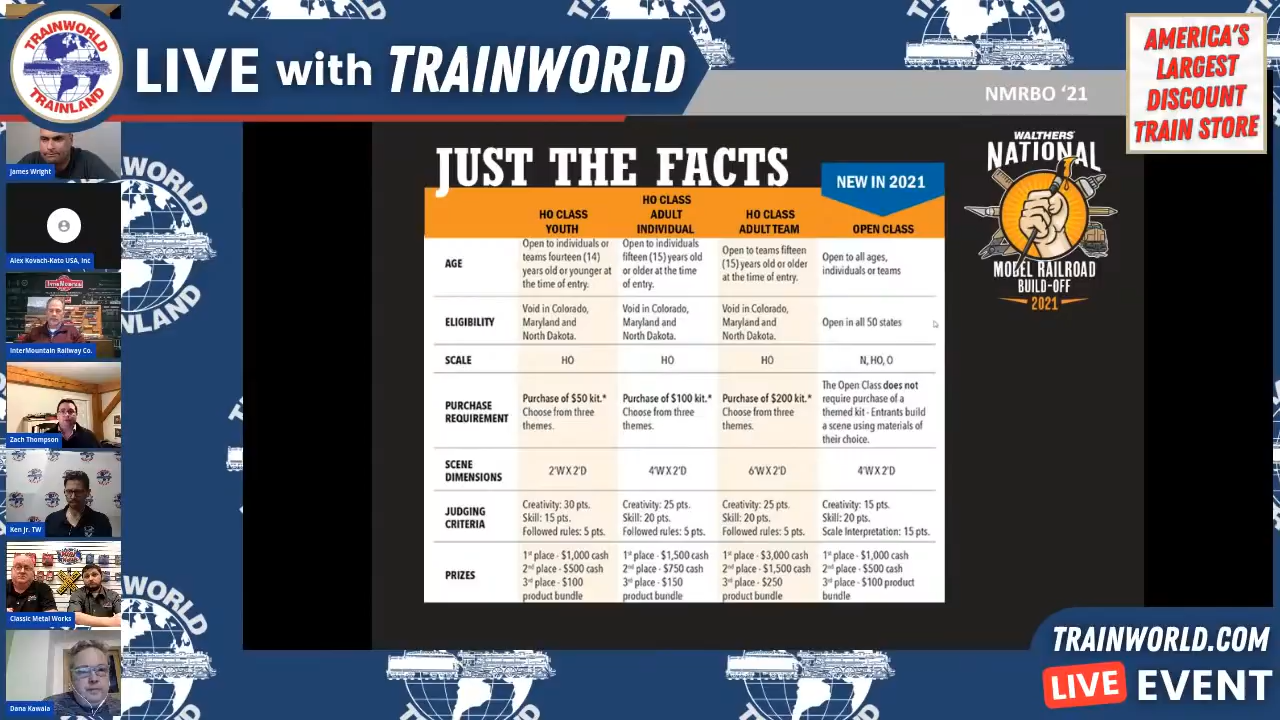 TRAINWORLD
TRAINLAND
LIVE with TRAINWORLD
NMRBO '21
AMERICA'S
LARGEST
DISCOUNT
TRAIN STORE
James Wright
Alex Kovach-Kato USA, Inc
InterMountain Railway Co.
Zach Thompson
Ken Jr. TW
Classic Metal Works
Dana Kawala
JUST THE FACTS
NEW IN 2021
HO CLASS
YOUTH
HO CLASS
ADULT
INDIVIDUAL
HO CLASS
ADULT TEAM
OPEN CLASS
AGE
Open to individuals or
teams fourteen (14)
years old or younger at
the time of entry.
Open to individuals
fifteen (15) years old
or older at the time
of entry.
Open to teams fifteen
(15) years old or older
at the time of entry.
Open to all ages,
individuals or teams
ELIGIBILITY
Void in Colorado,
Maryland and
North Dakota.
Void in Colorado,
Maryland and
North Dakota.
Void in Colorado,
Maryland and
North Dakota.
Open in all 50 states
SCALE
HO
HO
HO
N, HO, O
PURCHASE
REQUIREMENT
Purchase of $50 kit.*
Choose from three
themes.
Purchase of $100 kit.*
Choose from three
themes.
Purchase of $200 kit.*
Choose from three
themes.
The Open Class does not
require purchase of a
themed kit - Entrants build
a scene using materials of
their choice.
SCENE
DIMENSIONS
2'W X 2'D
4'W X 2'D
6'W X 2'D
4'W X 2'D
JUDGING
CRITERIA
Creativity: 30 pts.
Skill: 15 pts.
Followed rules: 5 pts.
Creativity: 25 pts.
Skill: 20 pts.
Followed rules: 5 pts.
Creativity: 25 pts.
Skill: 20 pts.
Followed rules: 5 pts.
Creativity: 15 pts.
Skill: 20 pts.
Scale Interpretation: 15 pts.
PRIZES
1st place - $1,000 cash
2nd place - $500 cash
3rd place - $100
product bundle
1st place - $1,500 cash
2nd place - $750 cash
3rd place - $150
product bundle
1st place - $3,000 cash
2nd place - $1,500 cash
3rd place - $250
product bundle
1st place - $1,000 cash
2nd place - $500 cash
3rd place - $100 product
bundle
WALTHERS
NATIONAL
MODEL RAILROAD
BUILD-OFF
2021
TRAINWORLD.COM
LIVE EVENT